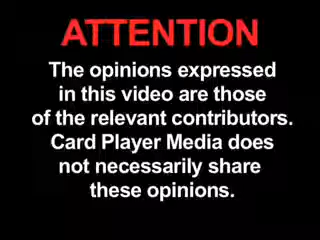 ATTENTION
The opinions expressed
in this video are those
of the relevant contributors.
Card Player Media does
not necessarily share
these opinions.